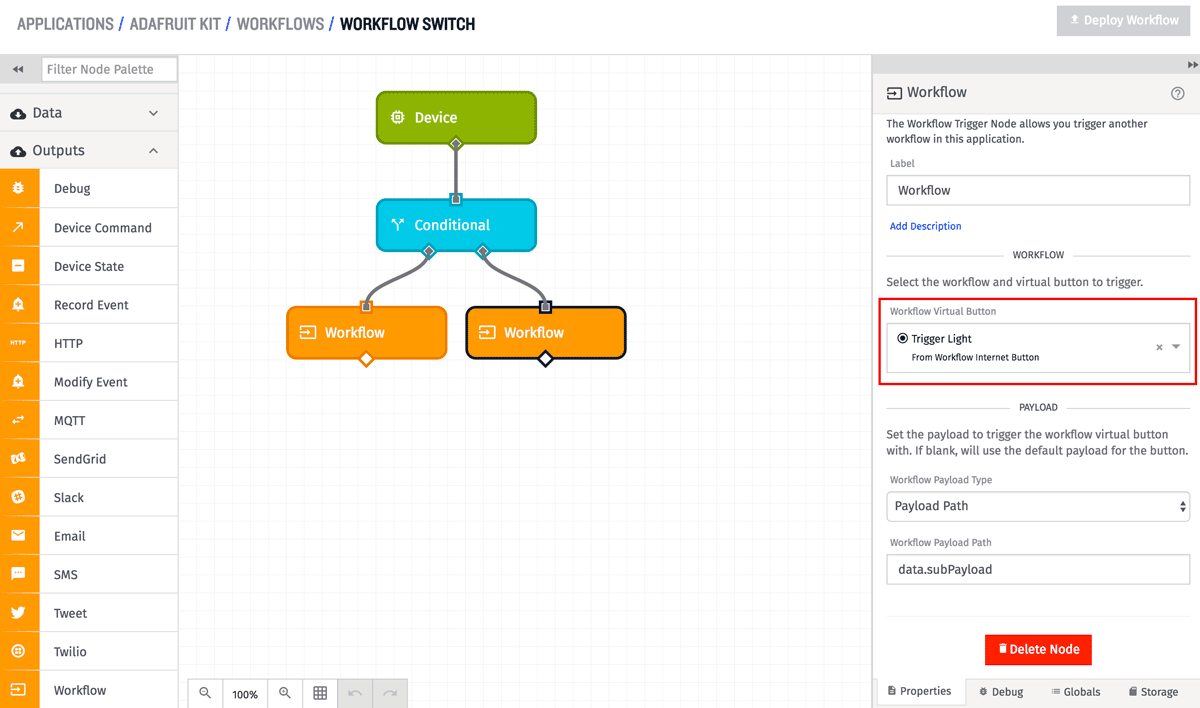 APPLICATIONS / ADAFRUIT KIT / WORKFLOWS / WORKFLOW SWITCH
Deploy Workflow
Filter Node Palette
Data
Outputs
Debug
Device Command
Device State
Record Event
HTTP HTTP
Modify Event
MQTT
SendGrid
Slack
Email
SMS
Tweet
Twilio
Workflow
Device
Conditional
Workflow
Workflow
100%
Workflow
The Workflow Trigger Node allows you trigger another
workflow in this application.
Label
Workflow
Add Description
WORKFLOW
Select the workflow and virtual button to trigger.
Workflow Virtual Button
Trigger Light
From Workflow Internet Button
PAYLOAD
Set the payload to trigger the workflow virtual button
with. If blank, will use the default payload for the button.
Workflow Payload Type
Payload Path
Workflow Payload Path
data.subPayload
Delete Node
Properties
Debug
Globals
Storage